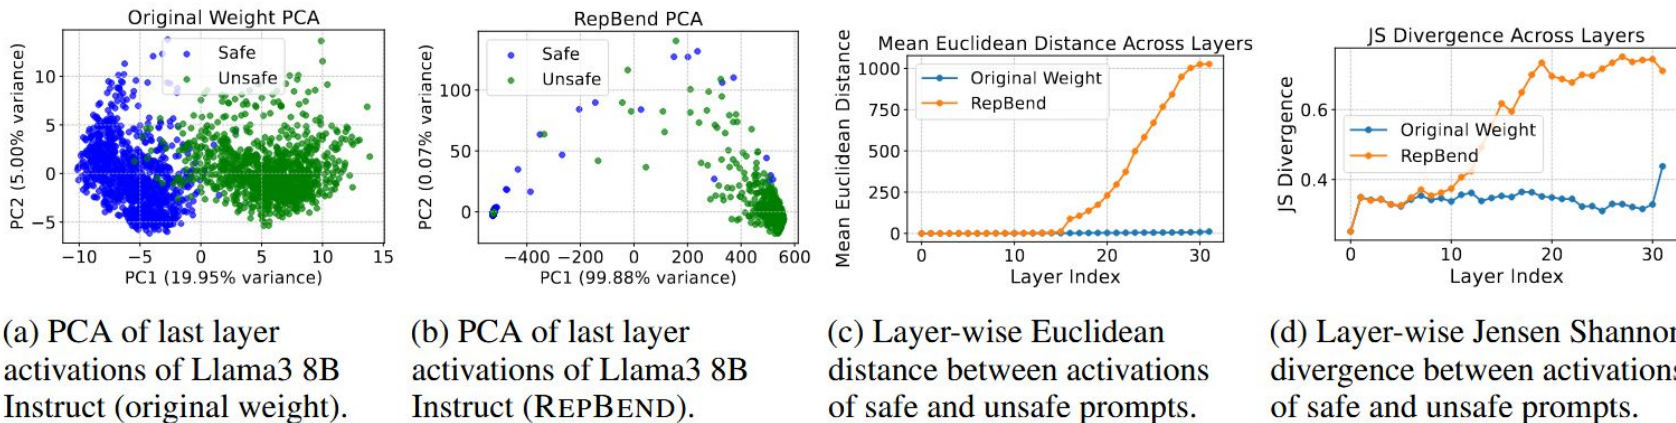 Original Weight PCA
Safe
Unsafe
10
5
0
−5
−10
−5
0
5
10
15
PC2 (5.00% variance)
PC1 (19.95% variance)
RepBend PCA
Safe
Unsafe
100
50
0
−400
−200
0
200
400
600
PC2 (0.07% variance)
PC1 (99.88% variance)
Mean Euclidean Distance Across Layers
Original Weight
RepBend
1000
750
500
250
0
0
10
20
30
Mean Euclidean Distance
Layer Index
JS Divergence Across Layers
Original Weight
RepBend
0.6
0.4
0
10
20
30
JS Divergence
Layer Index
(a) PCA of last layer
activations of Llama3 8B
Instruct (original weight).
(b) PCA of last layer
activations of Llama3 8B
Instruct (REPBEND).
(c) Layer-wise Euclidean
distance between activations
of safe and unsafe prompts.
(d) Layer-wise Jensen Shannon
divergence between activations
of safe and unsafe prompts.